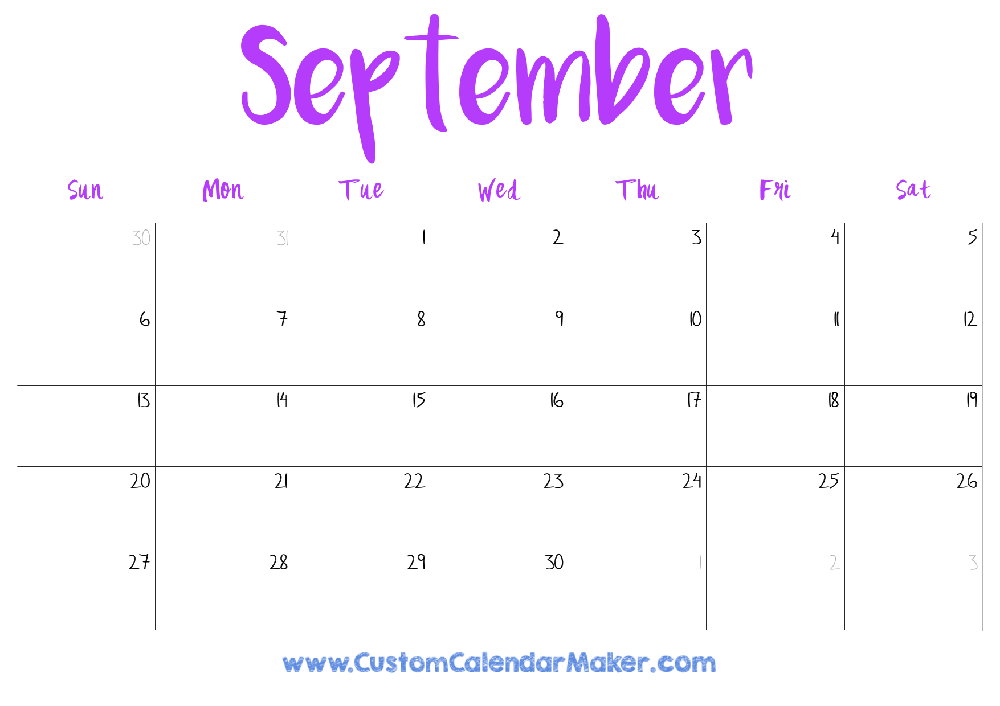 September
Sun Mon Tue Wed Thu Fri Sat
30 31 1 2 3 4 5
6 7 8 9 10 11 12
13 14 15 16 17 18 19
20 21 22 23 24 25 26
27 28 29 30 1 2 3
www.CustomCalendarMaker.com